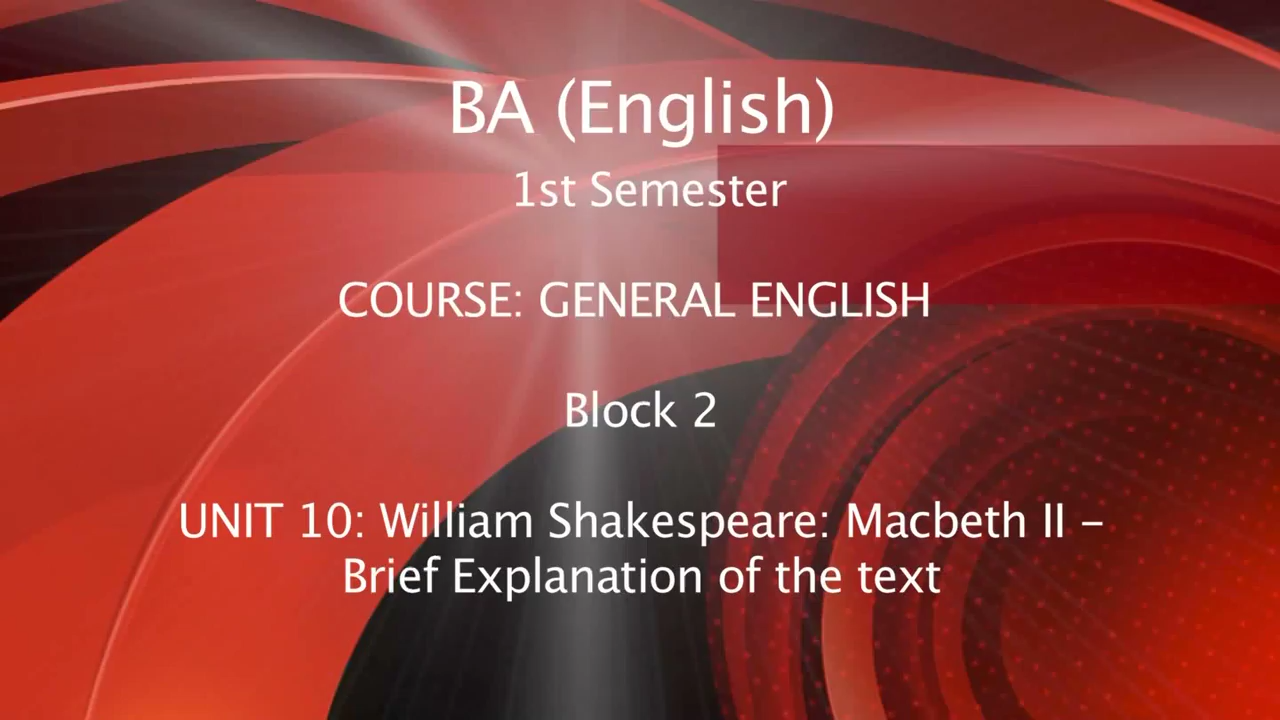 BA (English)
1st Semester
COURSE: GENERAL ENGLISH
Block 2
UNIT 10: William Shakespeare: Macbeth II –
Brief Explanation of the text